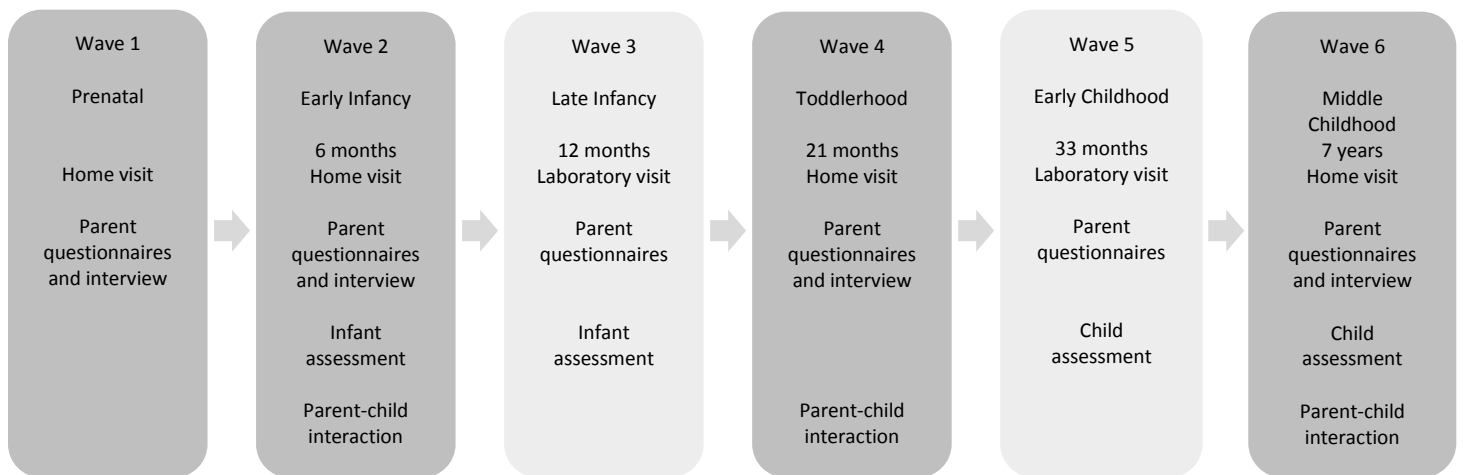 Wave 1
Prenatal
Home visit
Parent
questionnaires
and interview
Wave 2
Early Infancy
6 months
Home visit
Parent
questionnaires
and interview
Infant
assessment
Parent-child
interaction
Wave 3
Late Infancy
12 months
Laboratory visit
Parent
questionnaires
Infant
assessment
Wave 4
Toddlerhood
21 months
Home visit
Parent
questionnaires
and interview
Parent-child
interaction
Wave 5
Early Childhood
33 months
Laboratory visit
Parent
questionnaires
Child
assessment
Wave 6
Middle
Childhood
7 years
Home visit
Parent
questionnaires
and interview
Child
assessment
Parent-child
interaction